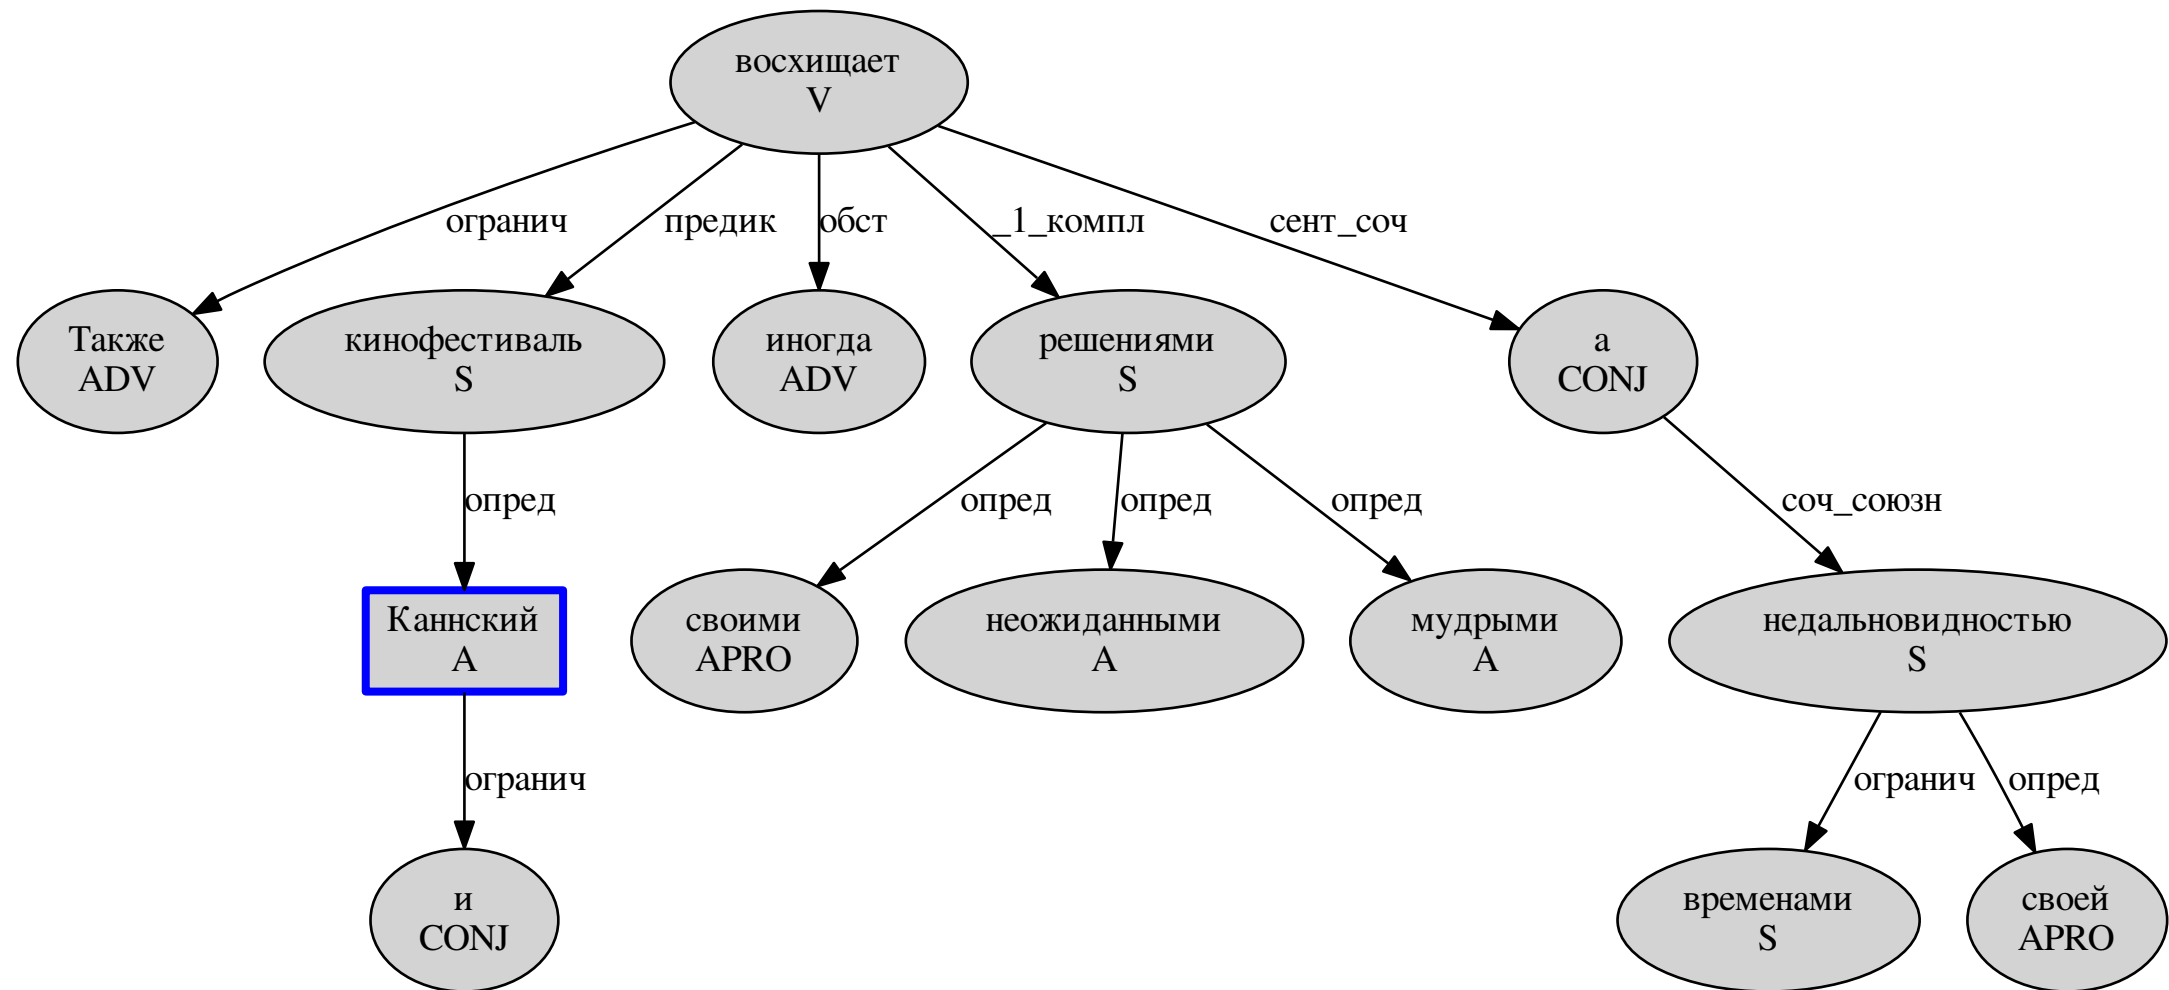 восхищает
V
огранич
предик
обст
_1_компл
сент_соч
Также
ADV
кинофестиваль
S
иногда
ADV
решениями
S
а
CONJ
опред
опред
опред
опред
соч_союзн
Каннский
A
своими
APRO
неожиданными
A
мудрыми
A
недальновидностью
S
огранич
огранич
опред
и
CONJ
временами
S
своей
APRO